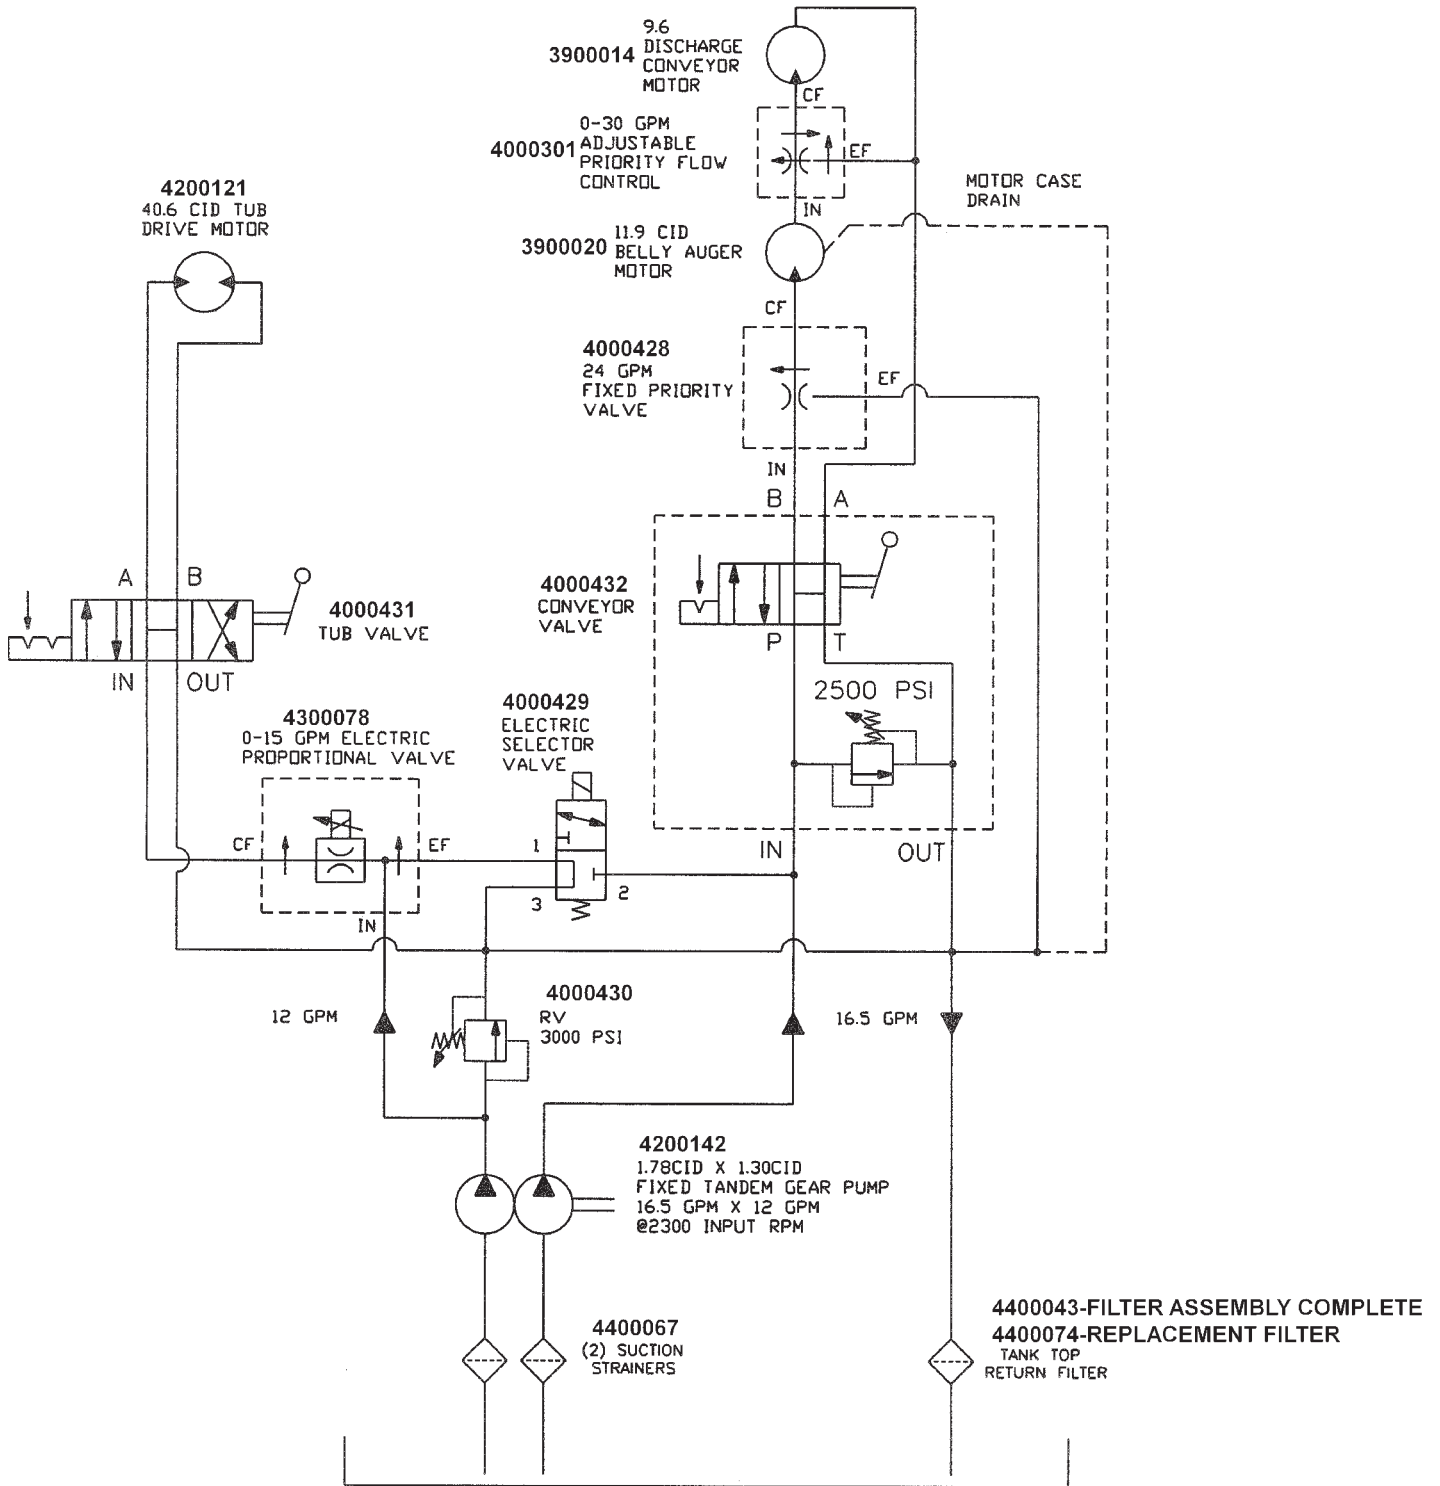 9.6
3900014 DISCHARGE
CONVEYOR
MOTOR
CF
0-30 GPM
4000301 ADJUSTABLE
PRIORITY FLOW
CONTROL
EF
IN
MOTOR CASE
DRAIN
4200121
40.6 CID TUB
DRIVE MOTOR
11.9 CID
3900020 BELLY AUGER
MOTOR
CF
4000428
24 GPM
FIXED PRIORITY
VALVE
EF
IN
B A
A B
4000431
TUB VALVE
IN OUT
4000432
CONVEYOR
VALVE
P T
2500 PSI
4300078
0-15 GPM ELECTRIC
PROPORTIONAL VALVE
4000429
ELECTRIC
SELECTOR
VALVE
CF EF
1
2
3
IN
IN OUT
12 GPM
4000430
RV
3000 PSI
16.5 GPM
4200142
1.78CID X 1.30CID
FIXED TANDEM GEAR PUMP
16.5 GPM X 12 GPM
@2300 INPUT RPM
4400067
(2) SUCTION
STRAINERS
4400043-FILTER ASSEMBLY COMPLETE
4400074-REPLACEMENT FILTER
TANK TOP
RETURN FILTER